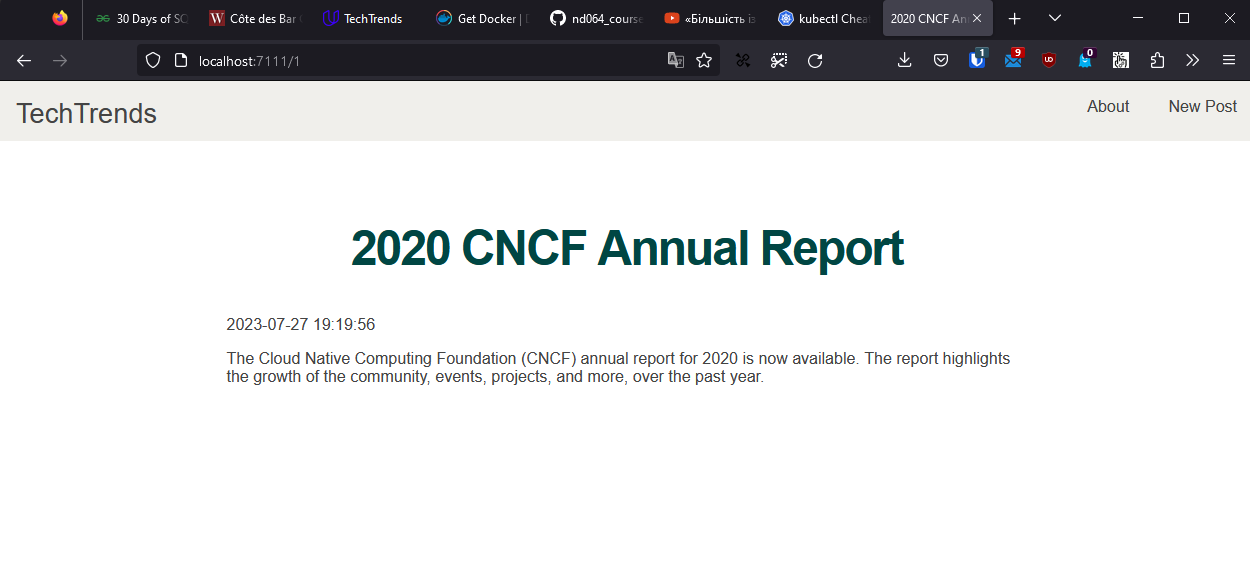 30 Days of SQ
Côte des Bar
TechTrends
Get Docker |
nd064_course
«Більшість із
kubectl Chea
2020 CNCF An
localhost:7111/1
1
9
0
TechTrends
About
New Post
2020 CNCF Annual Report
2023-07-27 19:19:56
The Cloud Native Computing Foundation (CNCF) annual report for 2020 is now available. The report highlights
the growth of the community, events, projects, and more, over the past year.